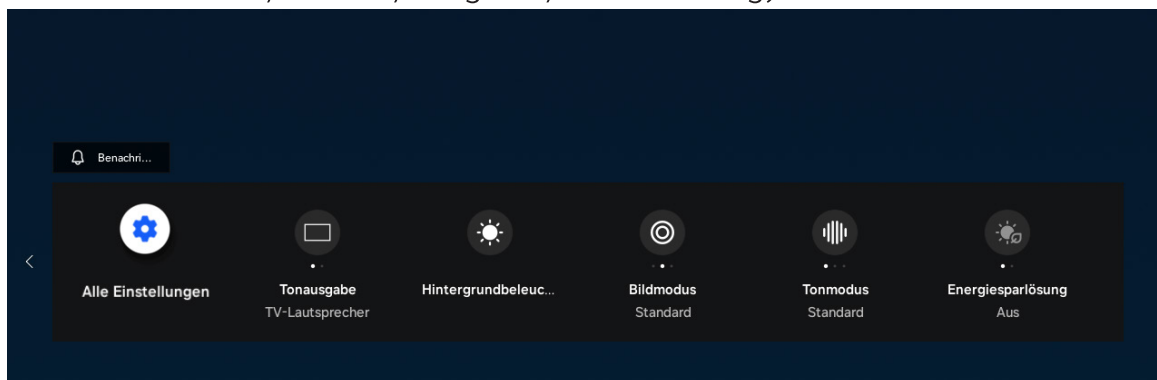 Benachri...
Alle Einstellungen
Tonausgabe
TV-Lautsprecher
Hintergrundbeleuc...
Bildmodus
Standard
Tonmodus
Standard
Energiesparlösung
Aus